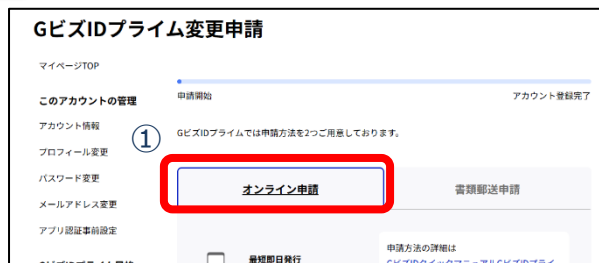 GビズIDプライム変更申請
マイページTOP
このアカウントの管理
アカウント情報
プロフィール変更
パスワード変更
メールアドレス変更
アプリ認証事前設定
申請開始
アカウント登録完了
GビズIDプライムでは申請方法を2つご用意しております。
①
オンライン申請
書類郵送申請
最短即日発行
申請方法の詳細は